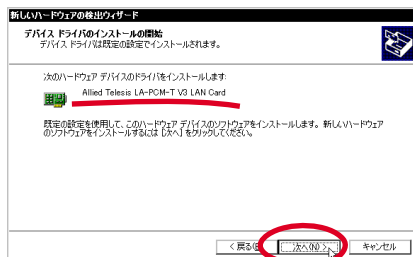 新しいハードウェアの検出ウィザード
デバイス ドライバのインストールの開始
デバイス ドライバは既定の設定でインストールされます。
次のハードウェア デバイスのドライバをインストールします:
Allied Telesis LA-PCM-T V3 LAN Card
既定の設定を使用して、このハードウェア デバイスのソフトウェアをインストールします。新しいハードウェア
のソフトウェアをインストールするには [次へ] をクリックしてください。
< 戻る(B) 次へ(N) > キャンセル